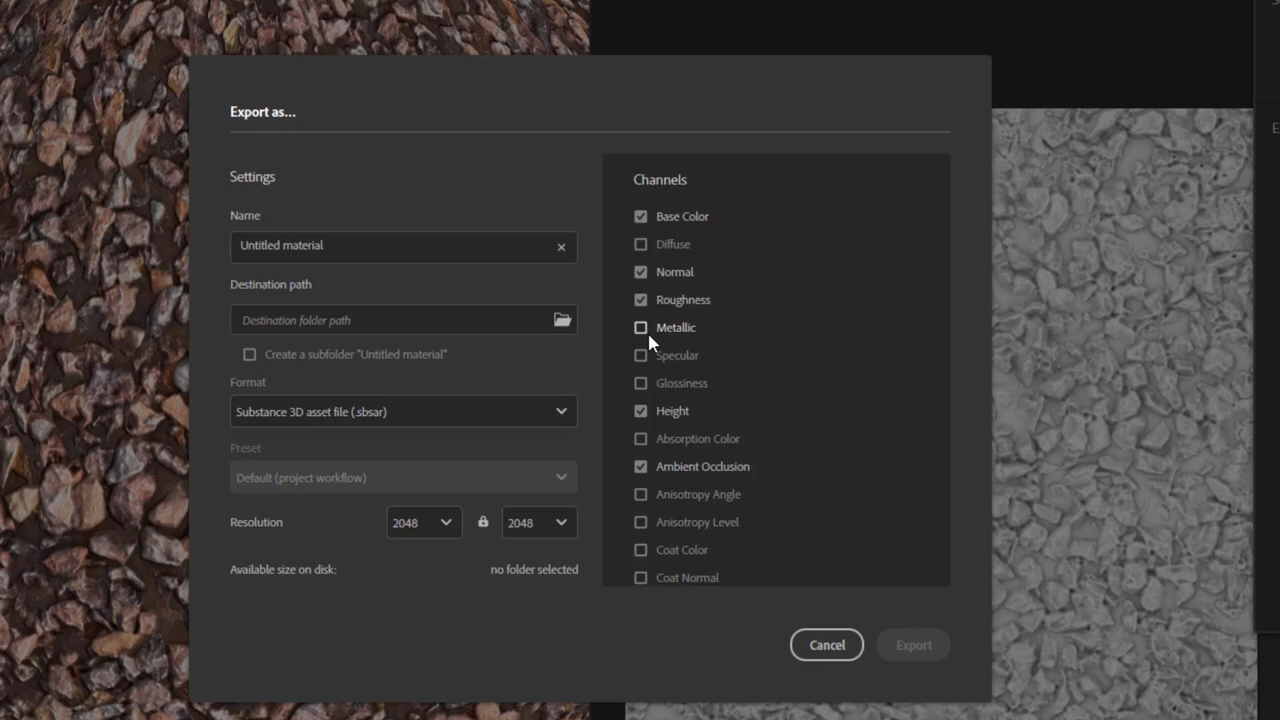 Export as...
Settings
Name
Untitled material
Destination path
Destination folder path
Create a subfolder "Untitled material"
Format
Substance 3D asset file (.sbsar)
Preset
Default (project workflow)
Resolution
2048
2048
Available size on disk:
no folder selected
Channels
Base Color
Diffuse
Normal
Roughness
Metallic
Specular
Glossiness
Height
Absorption Color
Ambient Occlusion
Anisotropy Angle
Anisotropy Level
Coat Color
Coat Normal
Cancel
Export